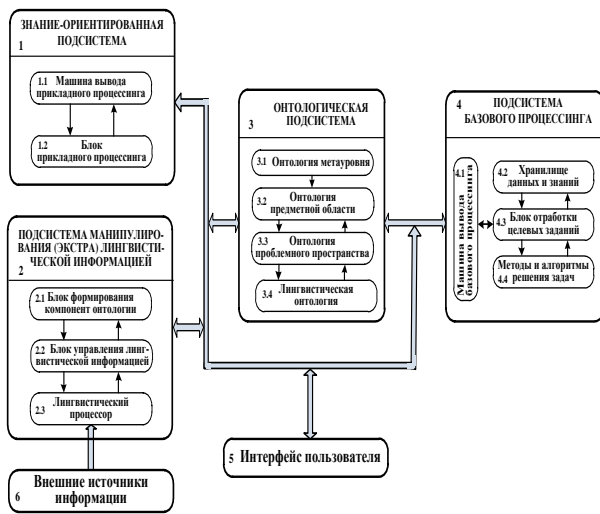 ЗНАНИЕ-ОРИЕНТИРОВАННАЯ
ПОДСИСТЕМА
1
1.1 Машина вывода
прикладного процессинга
1.2 Блок
прикладного процессинга
ПОДСИСТЕМА МАНИПУЛИРО-
ВАНИЯ (ЭКСТРА) ЛИНГВИСТИ-
ЧЕСКОЙ ИНФОРМАЦИЕЙ
2
2.1 Блок формирования
компонент онтологии
2.2 Блок управления линг-
вистической информацией
2.3 Лингвистический
процессор
6 Внешние источники
информации
ОНТОЛОГИЧЕСКАЯ
3 ПОДСИСТЕМА
3.1 Онтология метауровня
3.2 Онтология
предметной области
3.3 Онтология
проблемного пространства
3.4 Лингвистическая
онтология
5 Интерфейс пользователя
4 ПОДСИСТЕМА
БАЗОВОГО ПРОЦЕССИНГА
4.1 Машина вывода
базового процессинга
4.2 Хранилище
данных и знаний
4.3 Блок отработки
целевых заданий
Методы и алгоритмы
4.4 решения задач